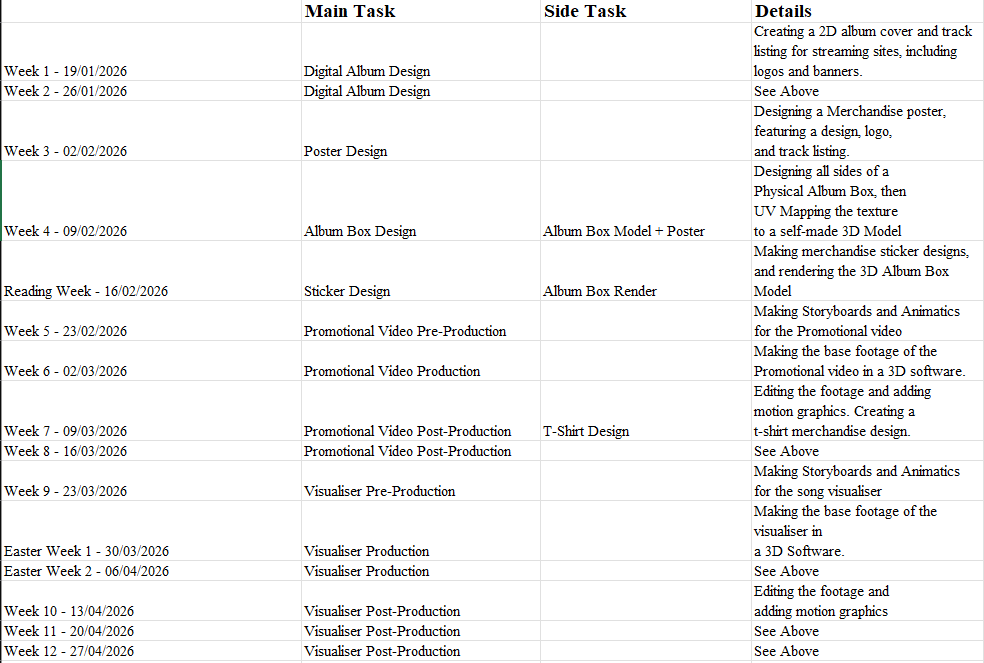 Main Task Side Task Details
Creating a 2D album cover and track
listing for streaming sites, including
Week 1 - 19/01/2026 Digital Album Design logos and banners.
Week 2 - 26/01/2026 Digital Album Design See Above
Designing a Merchandise poster,
featuring a design, logo,
Week 3 - 02/02/2026 Poster Design and track listing.
Designing all sides of a
Physical Album Box, then
UV Mapping the texture
Week 4 - 09/02/2026 Album Box Design Album Box Model + Poster to a self-made 3D Model
Making merchandise sticker designs,
and rendering the 3D Album Box
Reading Week - 16/02/2026 Sticker Design Album Box Render Model
Making Storyboards and Animatics
Week 5 - 23/02/2026 Promotional Video Pre-Production for the Promotional video
Making the base footage of the
Week 6 - 02/03/2026 Promotional Video Production Promotional video in a 3D software.
Editing the footage and adding
motion graphics. Creating a
Week 7 - 09/03/2026 Promotional Video Post-Production T-Shirt Design t-shirt merchandise design.
Week 8 - 16/03/2026 Promotional Video Post-Production See Above
Making Storyboards and Animatics
Week 9 - 23/03/2026 Visualiser Pre-Production for the song visualiser
Making the base footage of the
visualiser in
Easter Week 1 - 30/03/2026 Visualiser Production a 3D Software.
Easter Week 2 - 06/04/2026 Visualiser Production See Above
Editing the footage and
Week 10 - 13/04/2026 Visualiser Post-Production adding motion graphics
Week 11 - 20/04/2026 Visualiser Post-Production See Above
Week 12 - 27/04/2026 Visualiser Post-Production See Above